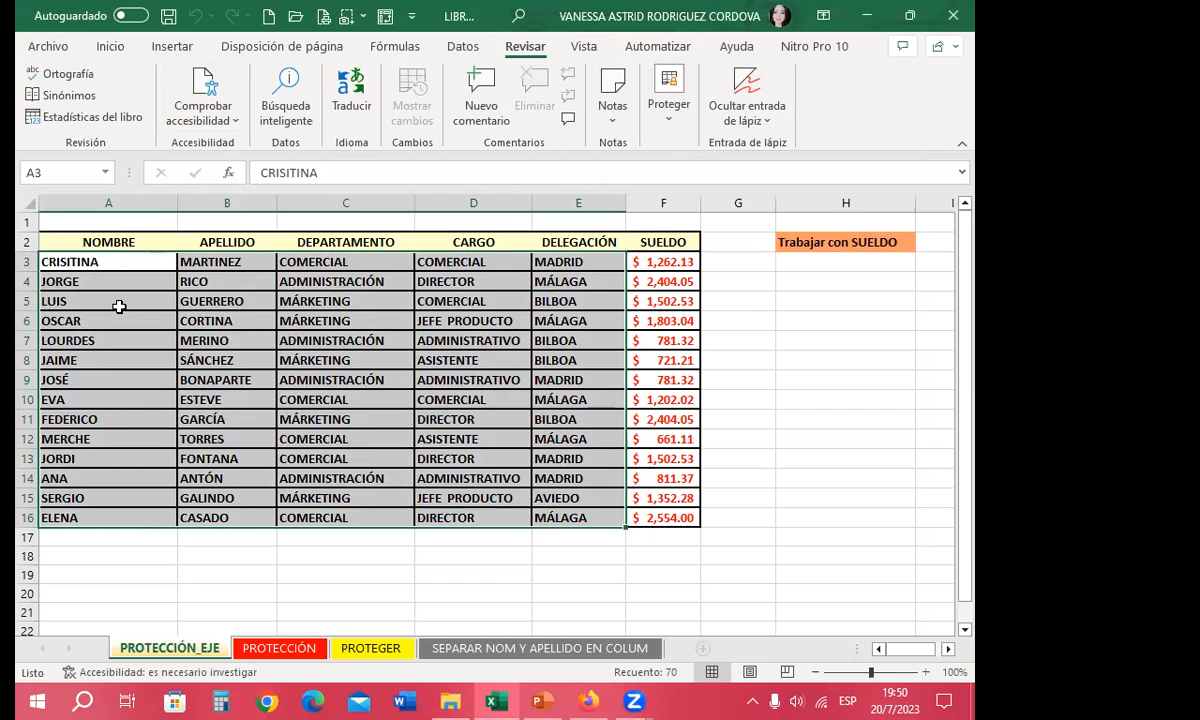 Autoguardado LIBR... VANESSA ASTRID RODRIGUEZ CORDOVA
Archivo Inicio Insertar Disposición de página Fórmulas Datos Revisar Vista Automatizar Ayuda Nitro Pro 10
abc Ortografía
Sinónimos
123 Estadísticas del libro
Revisión
Comprobar accesibilidad
Accesibilidad
Búsqueda inteligente
Datos
Traducir
Idioma
Mostrar cambios
Cambios
Nuevo comentario
Eliminar
Comentarios
Notas
Notas
Proteger
Ocultar entrada de lápiz
Entrada de lápiz
A3 fx CRISITINA
A B C D E F G H I
1
2 NOMBRE APELLIDO DEPARTAMENTO CARGO DELEGACIÓN SUELDO Trabajar con SUELDO
3 CRISITINA MARTINEZ COMERCIAL COMERCIAL MADRID $ 1,262.13
4 JORGE RICO ADMINISTRACIÓN DIRECTOR MÁLAGA $ 2,404.05
5 LUIS GUERRERO MÁRKETING COMERCIAL BILBOA $ 1,502.53
6 OSCAR CORTINA MÁRKETING JEFE PRODUCTO MÁLAGA $ 1,803.04
7 LOURDES MERINO ADMINISTRACIÓN ADMINISTRATIVO BILBOA $ 781.32
8 JAIME SÁNCHEZ MÁRKETING ASISTENTE BILBOA $ 721.21
9 JOSÉ BONAPARTE ADMINISTRACIÓN ADMINISTRATIVO MADRID $ 781.32
10 EVA ESTEVE COMERCIAL COMERCIAL MÁLAGA $ 1,202.02
11 FEDERICO GARCÍA MÁRKETING DIRECTOR BILBOA $ 2,404.05
12 MERCHE TORRES COMERCIAL ASISTENTE MÁLAGA $ 661.11
13 JORDI FONTANA COMERCIAL DIRECTOR MADRID $ 1,502.53
14 ANA ANTÓN ADMINISTRACIÓN ADMINISTRATIVO MADRID $ 811.37
15 SERGIO GALINDO MÁRKETING JEFE PRODUCTO AVIEDO $ 1,352.28
16 ELENA CASADO COMERCIAL DIRECTOR MÁLAGA $ 2,554.00
17
18
19
20
21
22
PROTECCIÓN_EJE PROTECCIÓN PROTEGER SEPARAR NOM Y APELLIDO EN COLUM
Listo Accesibilidad: es necesario investigar Recuento: 70 100%
ESP 19:50
20/7/2023